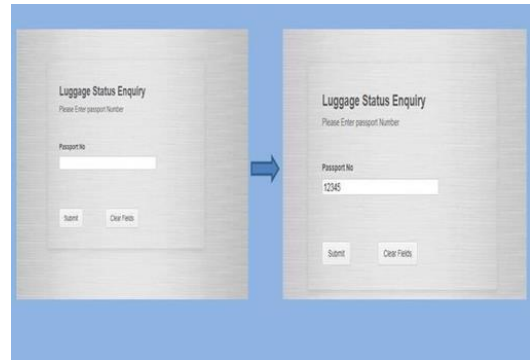 Luggage Status Enquiry
Please Enter passport Number
Passport No
Submit Clear Fields
Luggage Status Enquiry
Please Enter passport Number
Passport No
12345
Submit Clear Fields